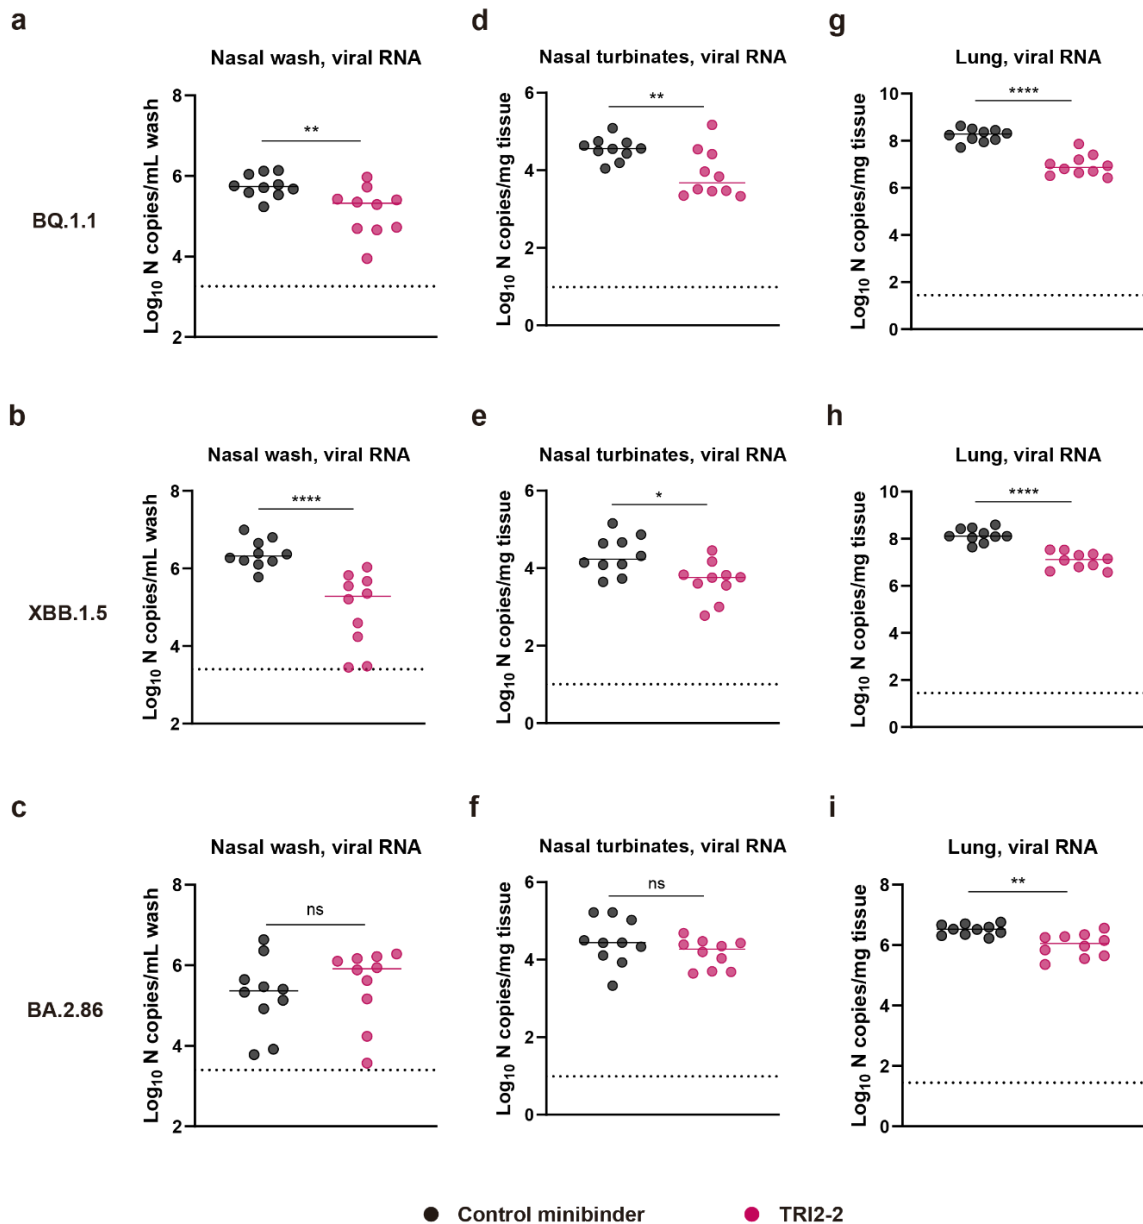 a
d
g
Nasal wash, viral RNA
Nasal turbinates, viral RNA
Lung, viral RNA
BQ.1.1
Log₁₀ N copies/mL wash
8
6
4
2
**
Log₁₀ N copies/mg tissue
6
4
2
0
**
Log₁₀ N copies/mg tissue
10
8
6
4
2
0
****
b
e
h
Nasal wash, viral RNA
Nasal turbinates, viral RNA
Lung, viral RNA
XBB.1.5
Log₁₀ N copies/mL wash
8
6
4
2
****
Log₁₀ N copies/mg tissue
6
4
2
0
*
Log₁₀ N copies/mg tissue
10
8
6
4
2
0
****
c
f
i
Nasal wash, viral RNA
Nasal turbinates, viral RNA
Lung, viral RNA
BA.2.86
Log₁₀ N copies/mL wash
8
6
4
2
ns
Log₁₀ N copies/mg tissue
6
4
2
0
ns
Log₁₀ N copies/mg tissue
8
6
4
2
0
**
Control minibinder
TRI2-2